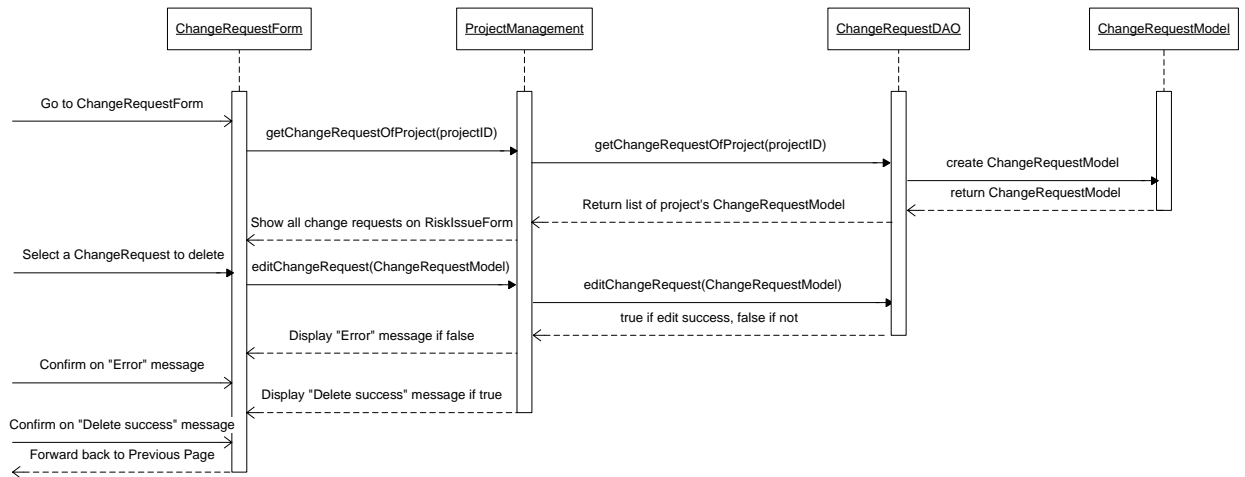 ChangeRequestForm
ProjectManagement
ChangeRequestDAO
ChangeRequestModel
Go to ChangeRequestForm
getChangeRequestOfProject(projectID)
getChangeRequestOfProject(projectID)
create ChangeRequestModel
return ChangeRequestModel
Return list of project's ChangeRequestModel
Show all change requests on RiskIssueForm
Select a ChangeRequest to delete
editChangeRequest(ChangeRequestModel)
editChangeRequest(ChangeRequestModel)
true if edit success, false if not
Display "Error" message if false
Confirm on "Error" message
Display "Delete success" message if true
Confirm on "Delete success" message
Forward back to Previous Page